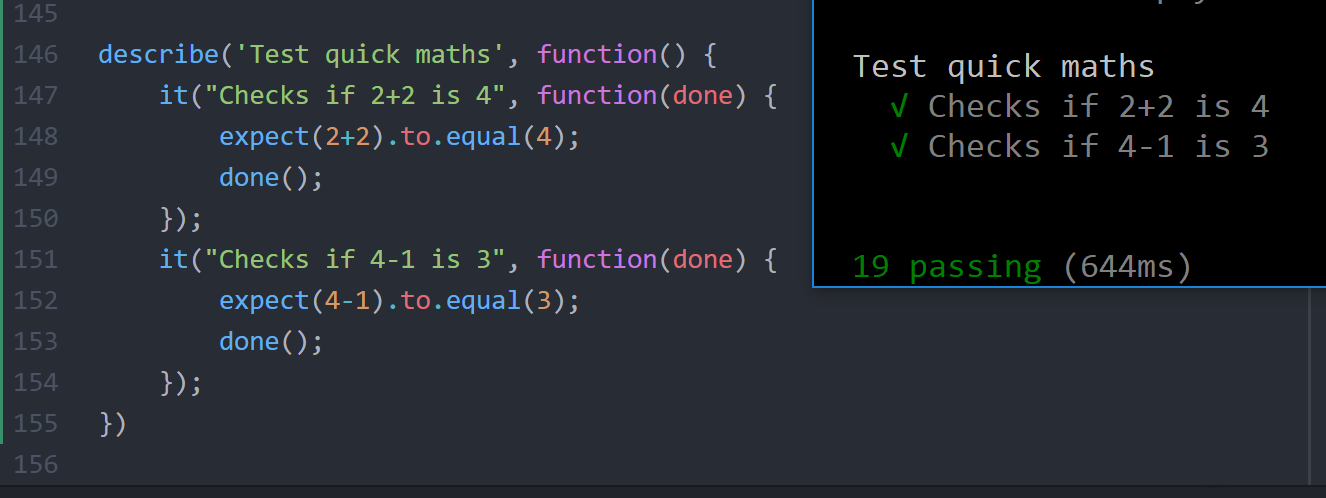 145
146 describe('Test quick maths', function() {
147 it("Checks if 2+2 is 4", function(done) {
148 expect(2+2).to.equal(4);
149 done();
150 });
151 it("Checks if 4-1 is 3", function(done) {
152 expect(4-1).to.equal(3);
153 done();
154 });
155 })
156
Test quick maths
√ Checks if 2+2 is 4
√ Checks if 4-1 is 3
19 passing (644ms)